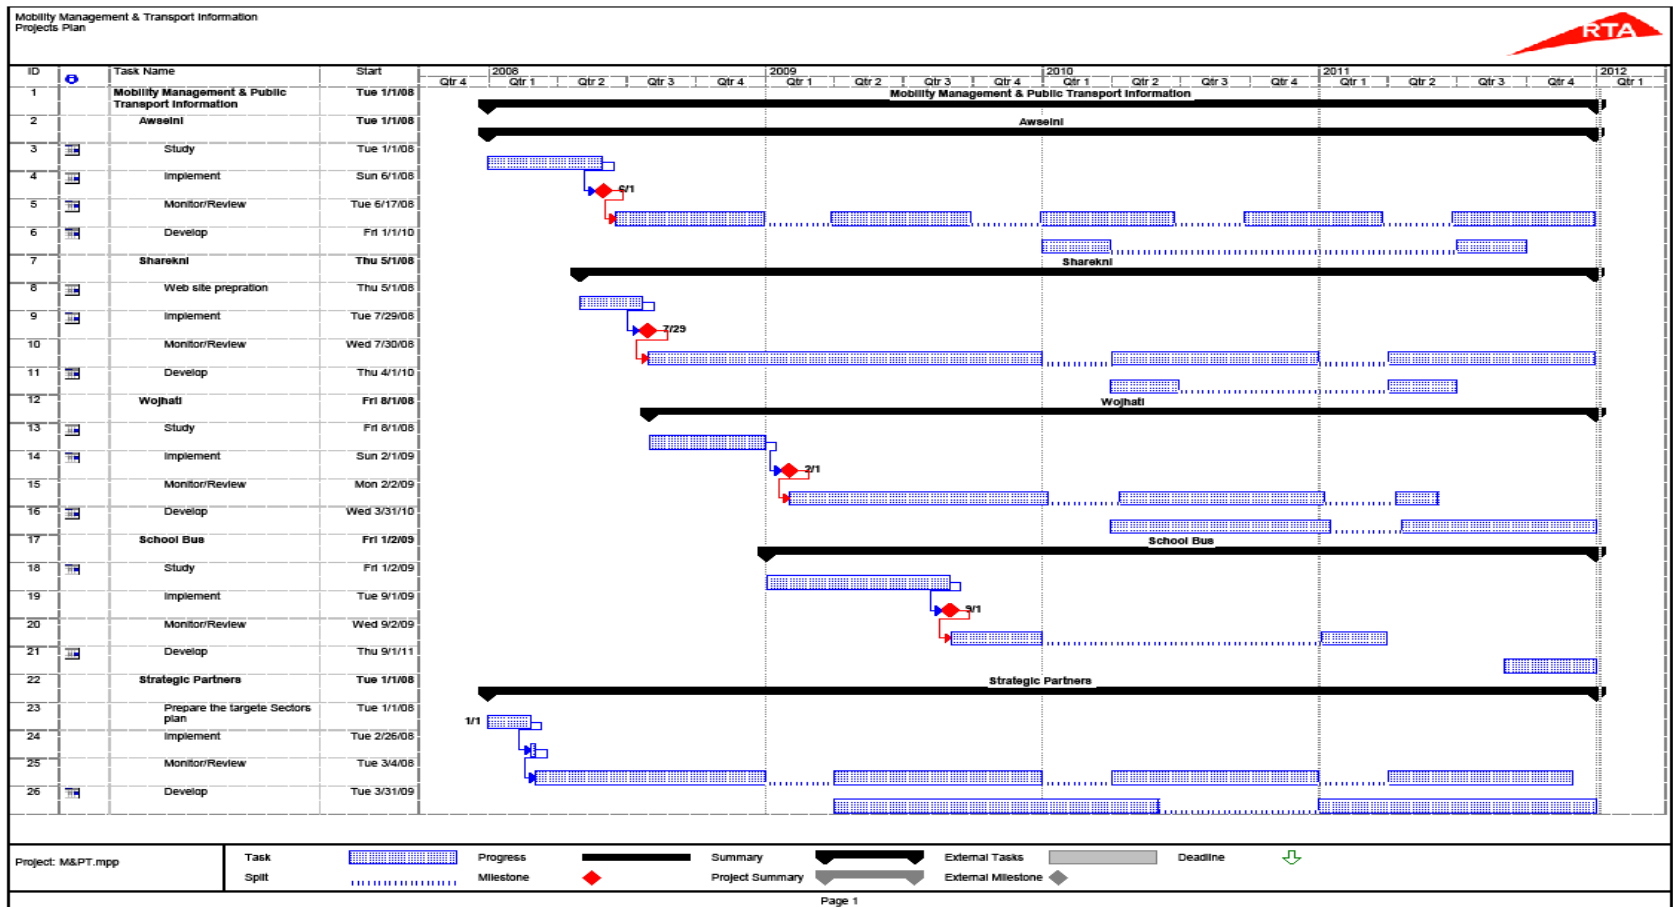 Mobility Management & Transport Information
Projects Plan
RTA
ID Task Name Start 2008 2009 2010 2011 2012
Qtr 4 Qtr 1 Qtr 2 Qtr 3 Qtr 4 Qtr 1 Qtr 2 Qtr 3 Qtr 4 Qtr 1 Qtr 2 Qtr 3 Qtr 4 Qtr 1 Qtr 2 Qtr 3 Qtr 4 Qtr 1
1 Mobility Management & Public Tue 1/1/08 Mobility Management & Public Transport Information
Transport Information
2 Awselni Tue 1/1/08 Awselni
3 Study Tue 1/1/08
4 Implement Sun 6/1/08
6/1
5 Monitor/Review Tue 6/17/08
6 Develop Fri 1/1/10
7 Sharekni Thu 5/1/08 Sharekni
8 Web site prepration Thu 5/1/08
9 Implement Tue 7/29/08
7/29
10 Monitor/Review Wed 7/30/08
11 Develop Thu 4/1/10
12 Wojhati Fri 8/1/08 Wojhati
13 Study Fri 8/1/08
14 Implement Sun 2/1/09
2/1
15 Monitor/Review Mon 2/2/09
16 Develop Wed 3/31/10
17 School Bus Fri 1/2/09 School Bus
18 Study Fri 1/2/09
19 Implement Tue 9/1/09
9/1
20 Monitor/Review Wed 9/2/09
21 Develop Thu 9/1/11
22 Strategic Partners Tue 1/1/08 Strategic Partners
23 Prepare the targete Sectors Tue 1/1/08
plan
1/1
24 Implement Tue 2/26/08
25 Monitor/Review Tue 3/4/08
26 Develop Tue 3/31/09
Project: M&PT.mpp
Task Progress Summary External Tasks Deadline
Split Milestone Project Summary External Milestone
Page 1